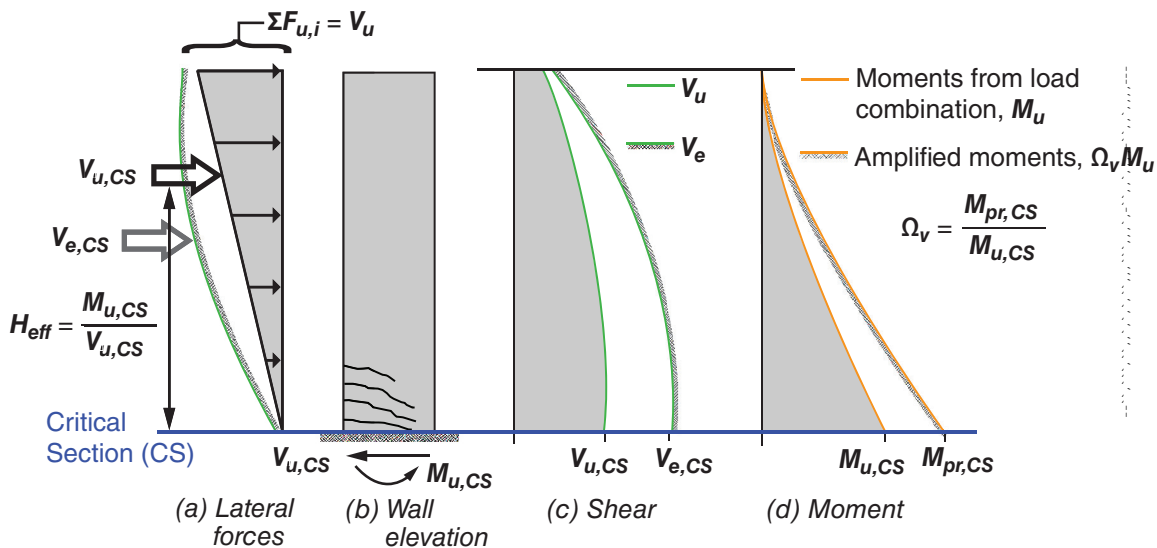 ΣF_{u,i} = V_u
V_{u,CS}
V_{e,CS}
H_{eff} = M_{u,CS} / V_{u,CS}
Critical
Section (CS)
V_{u,CS}
M_{u,CS}
(a) Lateral
forces
(b) Wall
elevation
V_u
V_e
V_{u,CS}
V_{e,CS}
(c) Shear
Moments from load
combination, M_u
Amplified moments, Ω_v M_u
Ω_v = M_{pr,CS} / M_{u,CS}
M_{u,CS}
M_{pr,CS}
(d) Moment